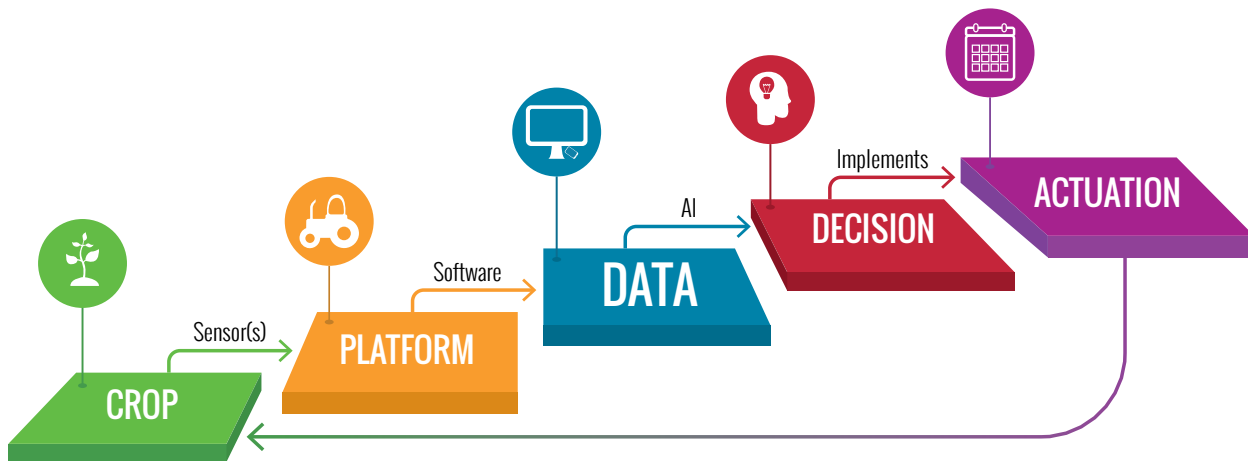 CROP
Sensor(s)
PLATFORM
Software
DATA
AI
DECISION
Implements
ACTUATION